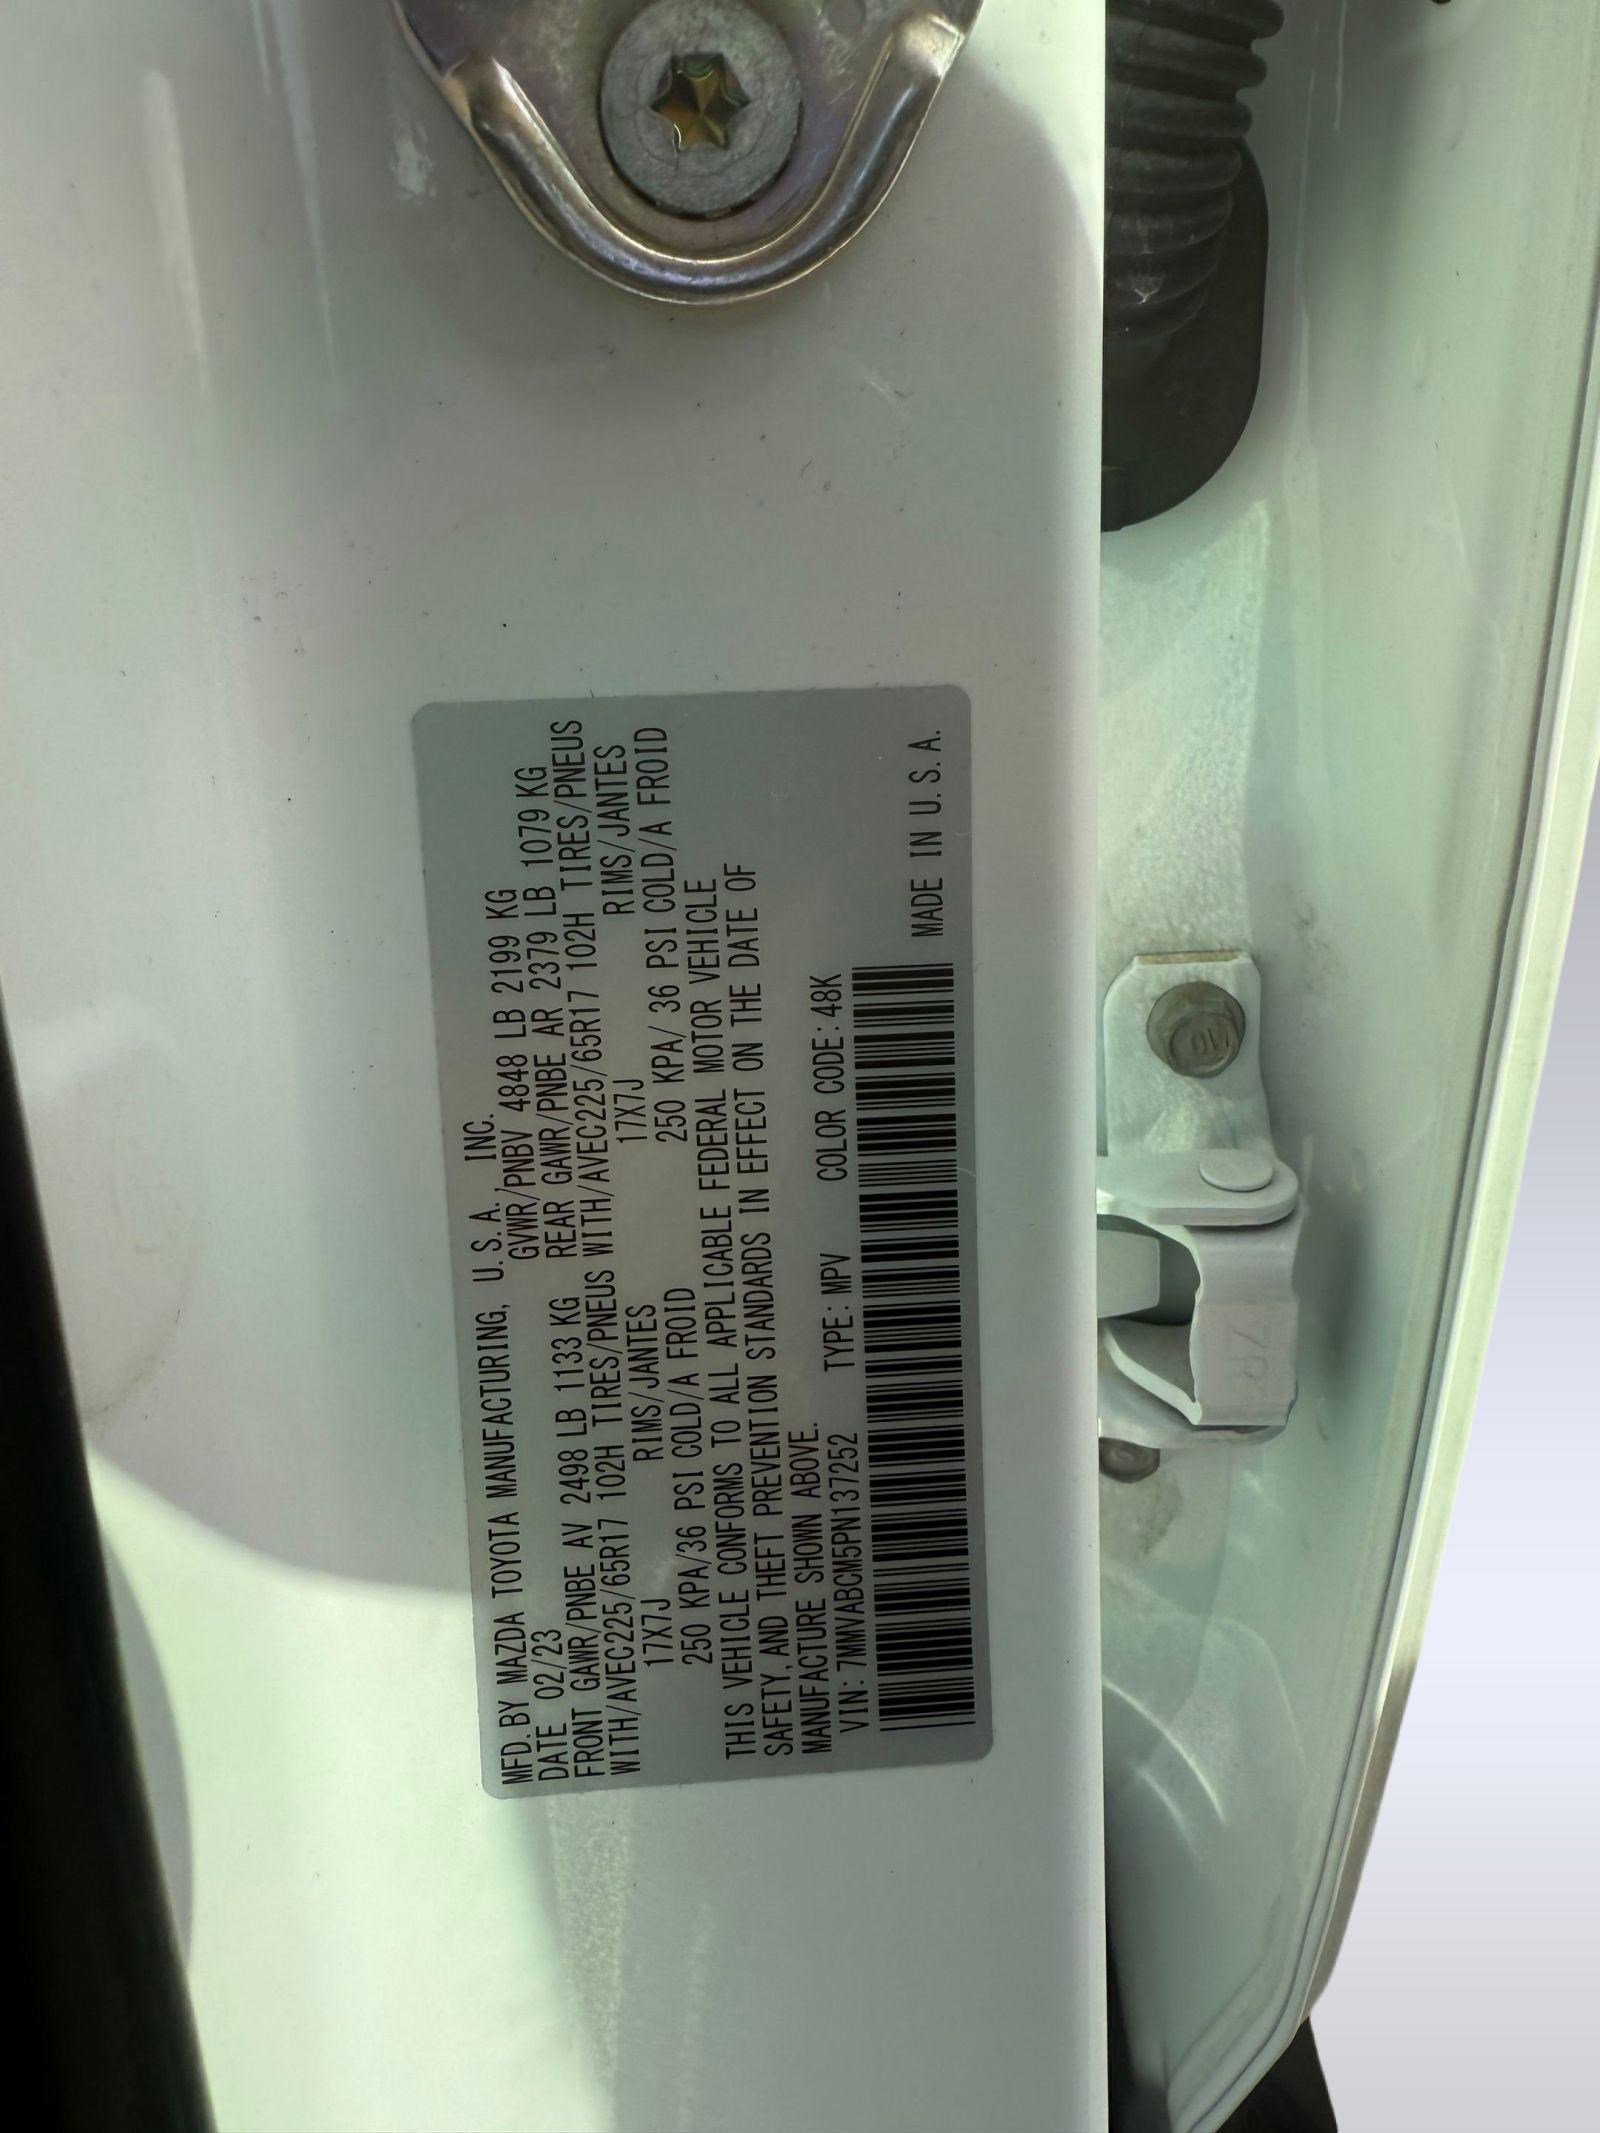 MFD. BY MAZDA TOYOTA MANUFACTURING, U. S. A., INC.
DATE 02/23 GVWR/PNBV 4848 LB 2199 KG
FRONT GAWR/PNBE AV 2498 LB 1133 KG REAR GAWR/PNBE AR 2379 LB 1079 KG
WITH/AVEC225/65R17 102H TIRES/PNEUS WITH/AVEC225/65R17 102H TIRES/PNEUS
17X7J RIMS/JANTES 17X7J RIMS/JANTES
250 KPA/36 PSI COLD/A FROID 250 KPA/ 36 PSI COLD/A FROID
THIS VEHICLE CONFORMS TO ALL APPLICABLE FEDERAL MOTOR VEHICLE
SAFETY, AND THEFT PREVENTION STANDARDS IN EFFECT ON THE DATE OF
MANUFACTURE SHOWN ABOVE.
VIN: 7MMVABCM5PN137252 TYPE: MPV COLOR CODE: 48K
MADE IN U. S. A.
10
7R